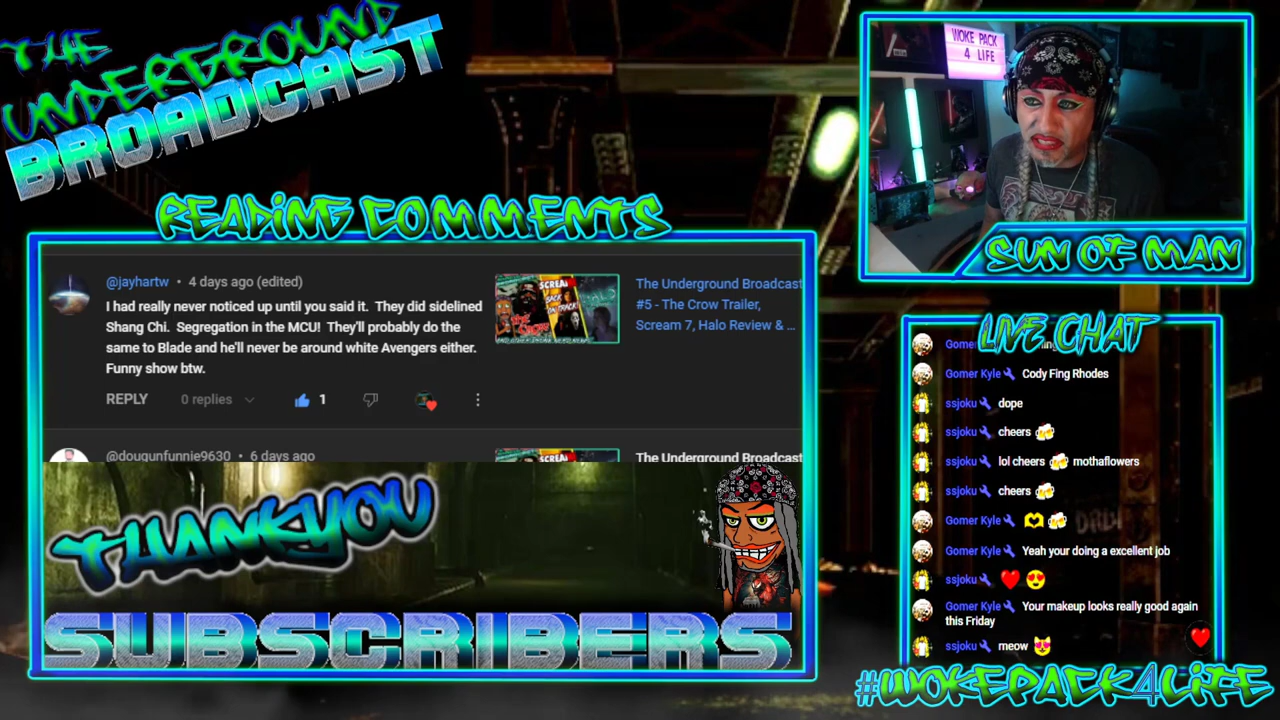 THE
UNDERGROUND
BROADCAST
WOKE PACK
4 LIFE
READING COMMENTS
@jayhartw • 4 days ago (edited)
I had really never noticed up until you said it. They did sidelined
Shang Chi. Segregation in the MCU! They'll probably do the
same to Blade and he'll never be around white Avengers either.
Funny show btw.
REPLY 0 replies 1
The Underground Broadcast
#5 - The Crow Trailer,
Scream 7, Halo Review & ...
@dougunfunnie9630 • 6 days ago
The Underground Broadcast
THANKYOU
SUBSCRIBERS
SUN OF MAN
LIVE CHAT
Gomer Kyle Cody Fing Rhodes
ssjoku dope
ssjoku cheers 🍻
ssjoku lol cheers 🍻 mothaflowers
ssjoku cheers 🍻
Gomer Kyle 🫶🍻
Gomer Kyle Yeah your doing a excellent job
ssjoku ❤️ 😍
Gomer Kyle Your makeup looks really good again
this Friday
ssjoku meow 😻
#WOKEPACK4LIFE